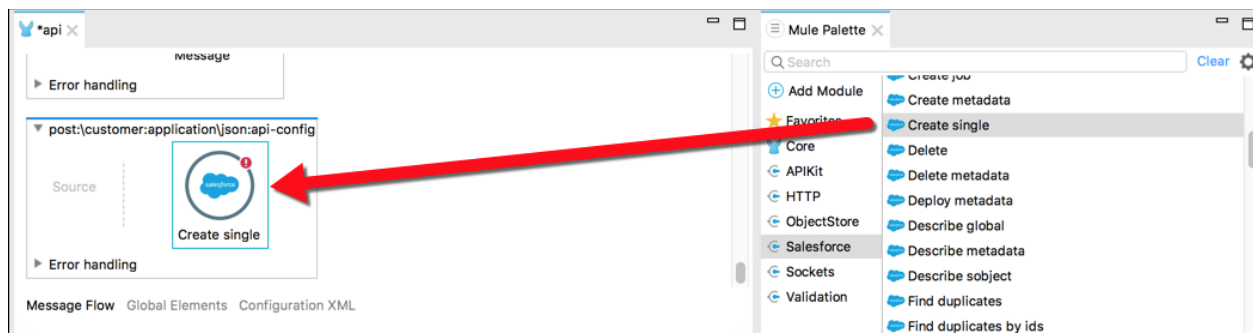 *api
Message
Error handling
post:\customer:application\json:api-config
Source
salesforce
Create single
Error handling
Message Flow Global Elements Configuration XML
Mule Palette
Search
Clear
Add Module
Favorites
Core
APIKit
HTTP
ObjectStore
Salesforce
Sockets
Validation
Create job
Create metadata
Create single
Delete
Delete metadata
Deploy metadata
Describe global
Describe metadata
Describe sobject
Find duplicates
Find duplicates by ids